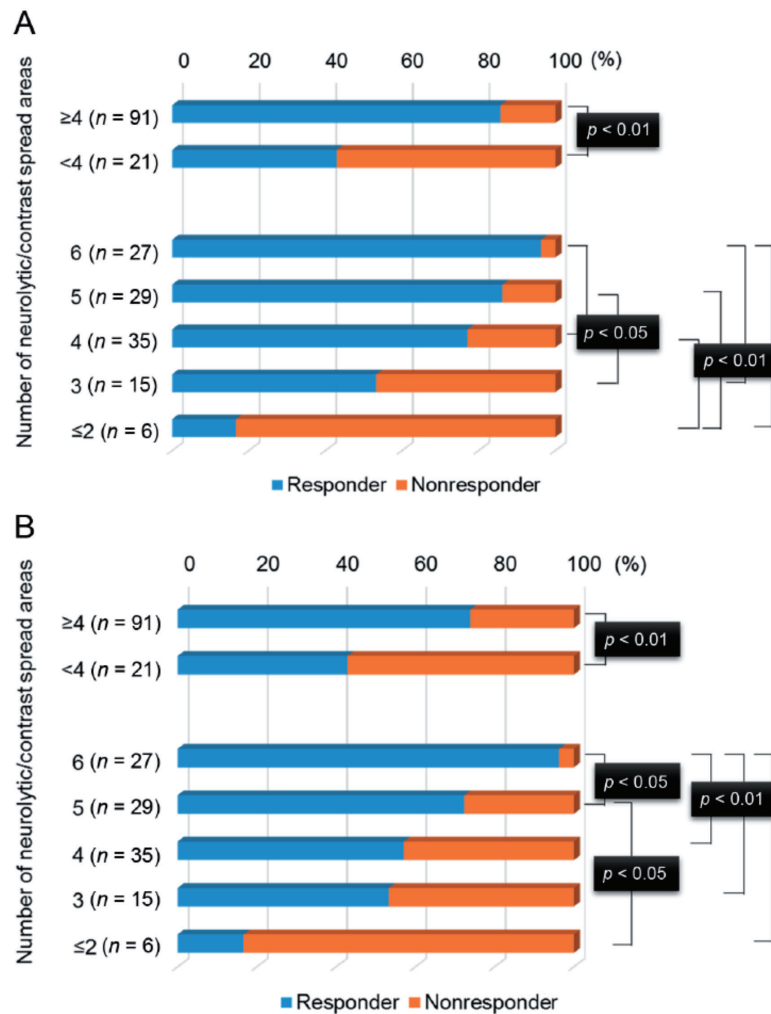 A
0 20 40 60 80 100 (%)
Number of neurolytic/contrast spread areas
≥4 (n = 91)
p < 0.01
<4 (n = 21)
6 (n = 27)
5 (n = 29)
p < 0.05
4 (n = 35)
p < 0.01
3 (n = 15)
≤2 (n = 6)
Responder Nonresponder
B
0 20 40 60 80 100 (%)
Number of neurolytic/contrast spread areas
≥4 (n = 91)
p < 0.01
<4 (n = 21)
6 (n = 27)
p < 0.05
5 (n = 29)
p < 0.01
4 (n = 35)
p < 0.05
3 (n = 15)
≤2 (n = 6)
Responder Nonresponder